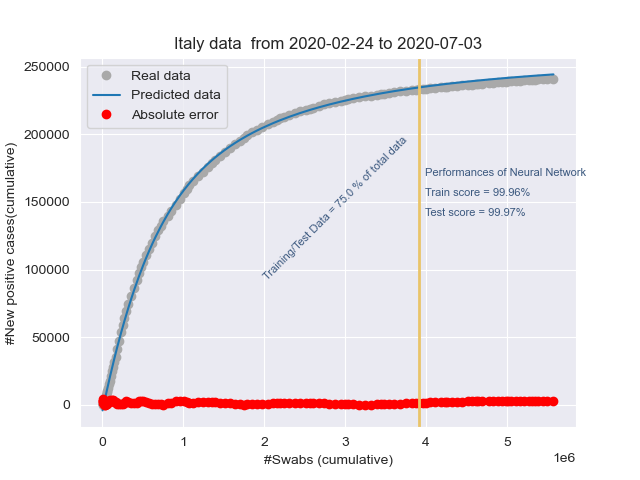 Italy data  from 2020-02-24 to 2020-07-03
Real data
Predicted data
Absolute error
250000
200000
150000
100000
50000
0
#New positive cases(cumulative)
Training/Test Data = 75.0 % of total data
Performances of Neural Network
Train score = 99.96%
Test score = 99.97%
0 1 2 3 4 5
1e6
#Swabs (cumulative)